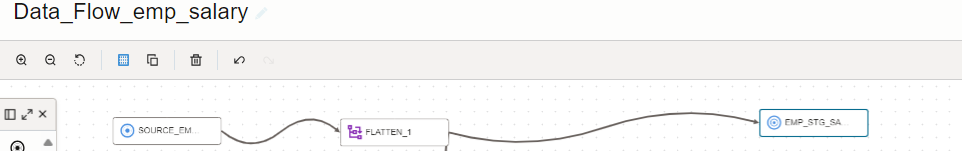 Data_Flow_emp_salary
SOURCE_EM...
FLATTEN_1
EMP_STG_SA...